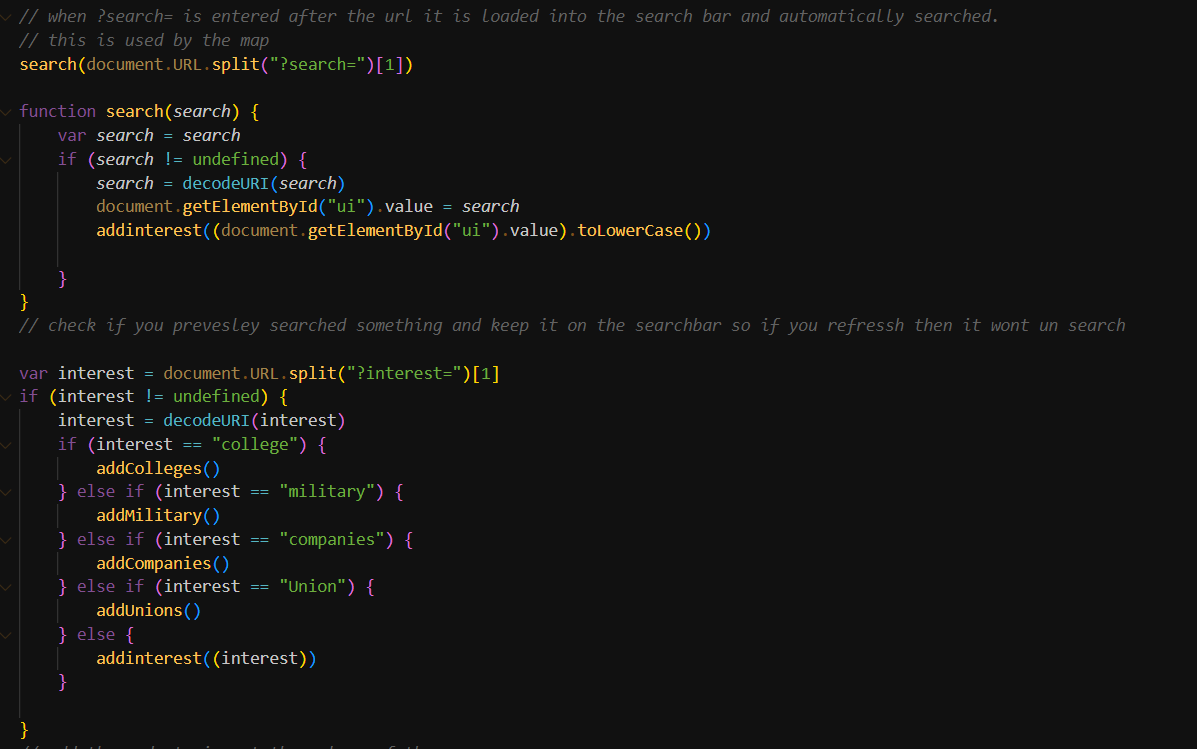 // when ?search= is entered after the url it is loaded into the search bar and automatically searched.
// this is used by the map
search(document.URL.split("?search=")[1])
function search(search) {
var search = search
if (search != undefined) {
search = decodeURI(search)
document.getElementById("ui").value = search
addinterest((document.getElementById("ui").value).toLowerCase())
}
}
// check if you prevesley searched something and keep it on the searchbar so if you refressh then it wont un search
var interest = document.URL.split("?interest=")[1]
if (interest != undefined) {
interest = decodeURI(interest)
if (interest == "college") {
addColleges()
} else if (interest == "military") {
addMilitary()
} else if (interest == "companies") {
addCompanies()
} else if (interest == "Union") {
addUnions()
} else {
addinterest((interest))
}
}